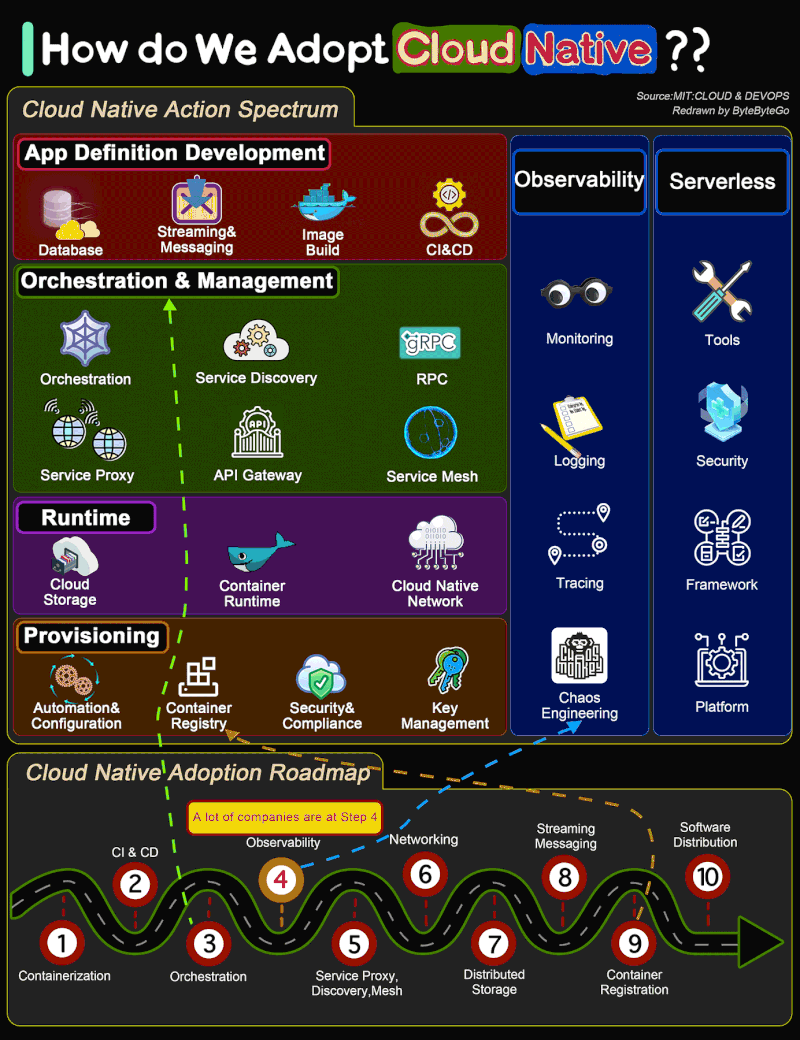 How do We Adopt Cloud Native ??
Cloud Native Action Spectrum
Source:MIT:CLOUD & DEVOPS
Redrawn by ByteByteGo
App Definition Development
Database
Streaming&
Messaging
Image
Build
CI&CD
Orchestration & Management
Orchestration
Service Discovery
gRPC
RPC
Service Proxy
API
API Gateway
Service Mesh
Runtime
Cloud
Storage
Container
Runtime
Cloud Native
Network
Provisioning
Automation&
Configuration
Container
Registry
Security&
Compliance
Key
Management
Observability
Monitoring
Logging
Tracing
CHAOS
MONKEY
Chaos
Engineering
Serverless
Tools
Security
Framework
Platform
Cloud Native Adoption Roadmap
A lot of companies are at Step 4
1
Containerization
CI & CD
2
3
Orchestration
Observability
4
5
Service Proxy,
Discovery,Mesh
Networking
6
7
Distributed
Storage
Streaming
Messaging
8
9
Container
Registration
Software
Distribution
10